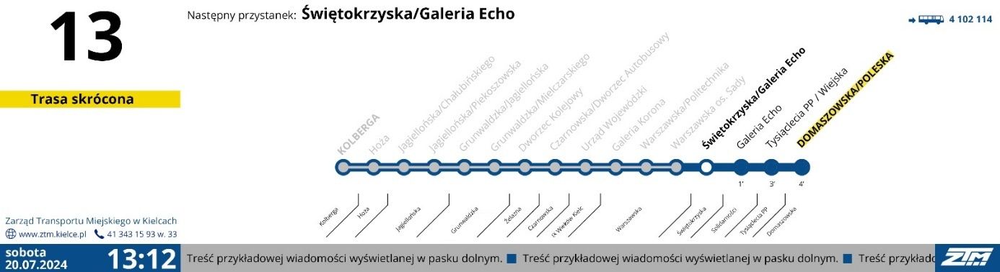 13
Trasa skrócona
Następny przystanek: Świętokrzyska/Galeria Echo
4 102 114
KOLBERGA
Hoża
Jagiellońska/Chałubińskiego
Jagiellońska/Piekoszowska
Grunwaldzka/Jagiellońska
Grunwaldzka/Mielczarskiego
Dworzec Kolejowy
Czarnowska/Dworzec Autobusowy
Urząd Wojewódzki
Galeria Korona
Warszawska/Politechnika
Warszawska os. Sady
Świętokrzyska/Galeria Echo
Galeria Echo
Tysiąclecia PP / Wiejska
DOMASZOWSKA/POLESKA
1'
3'
4'
Kolberga
Hoża
Jagiellońska
Grunwaldzka
Żelazna
Czarnowska
IX Wieków Kielc
Warszawska
Świętokrzyska
Solidarności
Tysiąclecia PP
Domaszowska
Zarząd Transportu Miejskiego w Kielcach
www.ztm.kielce.pl 41 343 15 93 w. 33
sobota
20.07.2024
13:12
Treść przykładowej wiadomości wyświetlanej w pasku dolnym. Treść przykładowej wiadomości wyświetlanej w pasku dolnym. Treść przykłado
ZTM